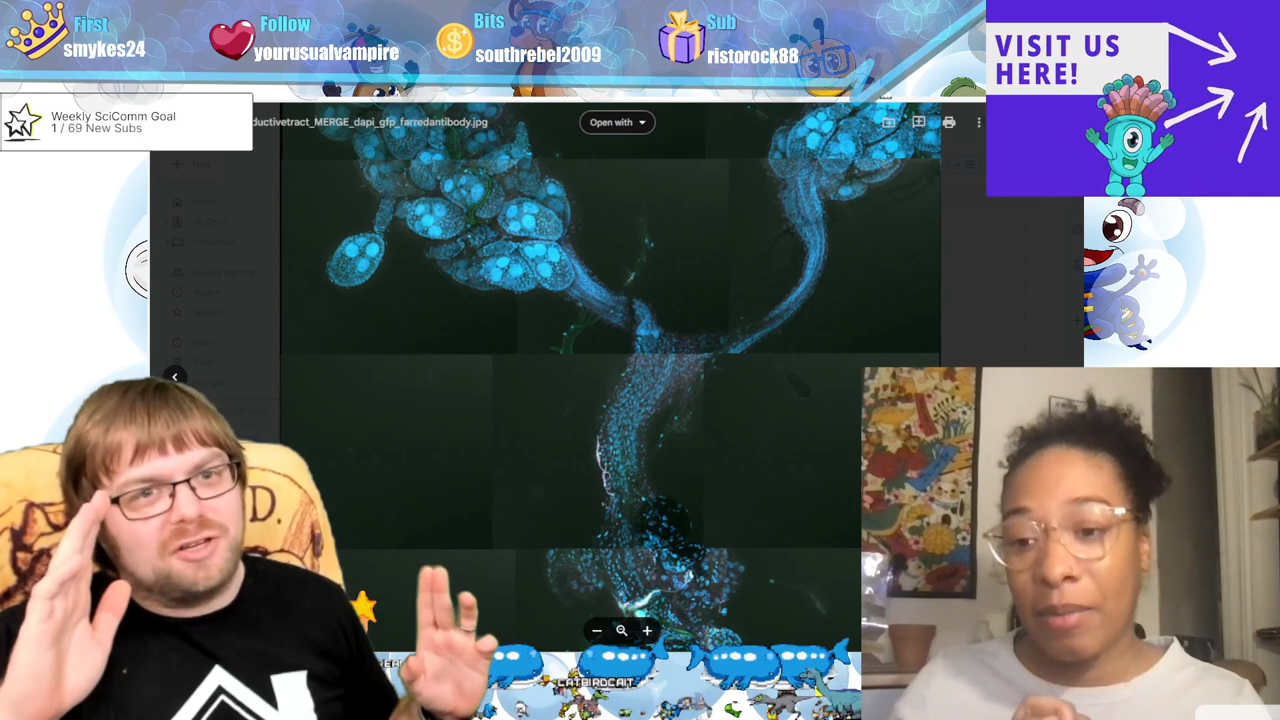 First
smykes24
Follow
yourusualvampire
Bits
southrebel2009
Sub
ristorock88
VISIT US
HERE!
Weekly SciComm Goal
1 / 69 New Subs
ductivetract_MERGE_dapi_gfp_farredantibody.jpg
Open with
New
D.
CATBIRDCAIT